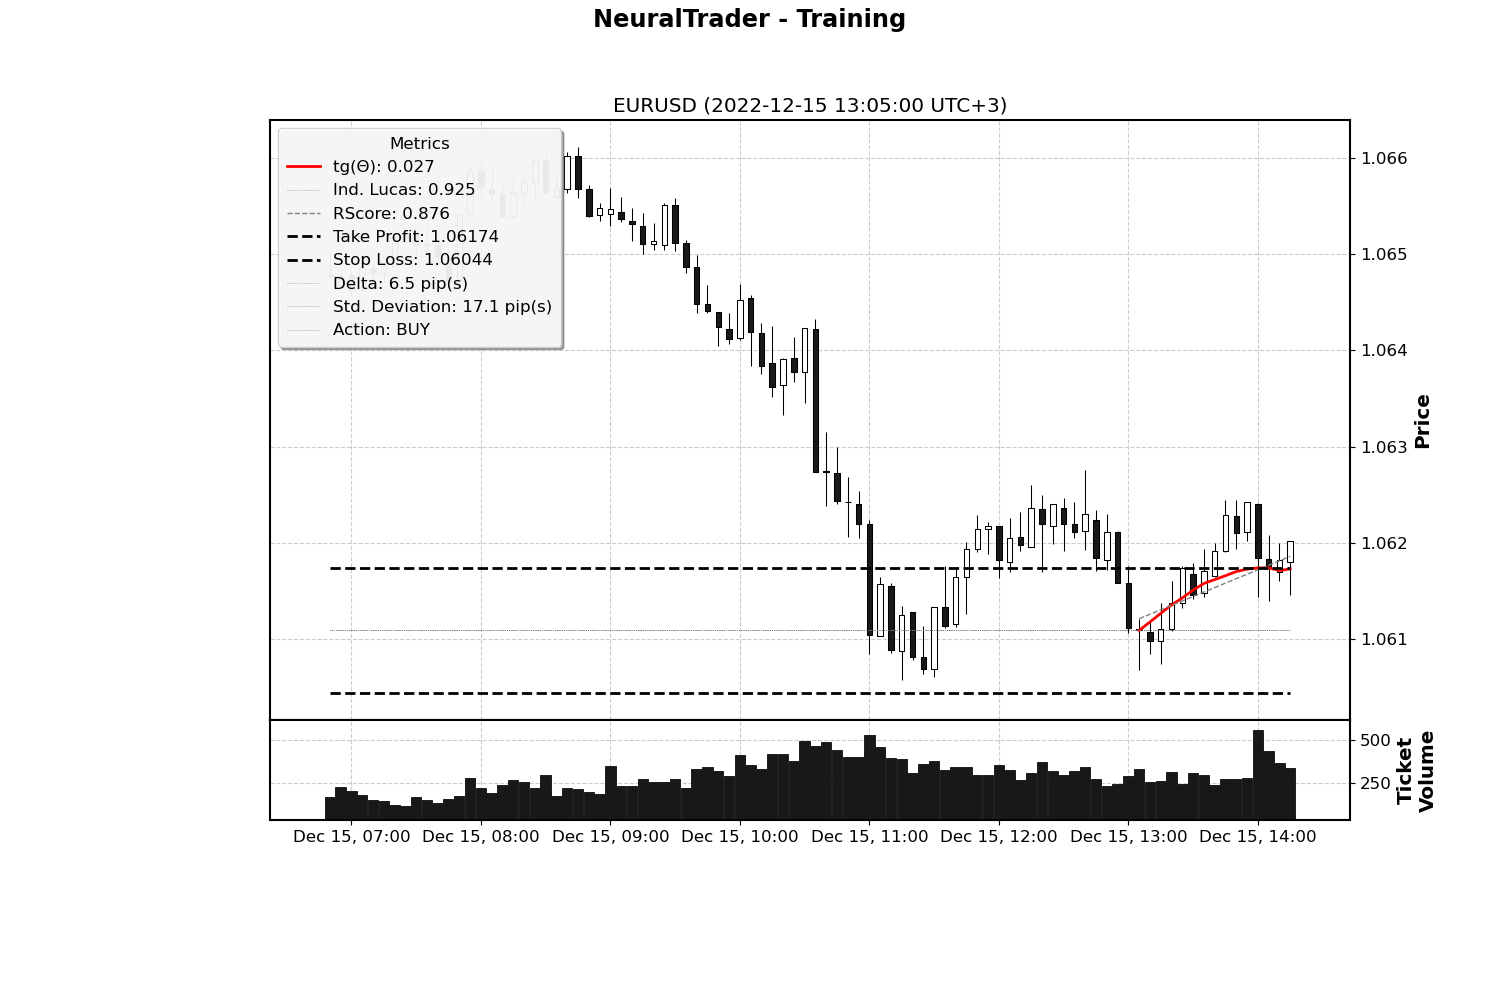 NeuralTrader - Training
EURUSD (2022-12-15 13:05:00 UTC+3)
Metrics
tg(Θ): 0.027
Ind. Lucas: 0.925
RScore: 0.876
Take Profit: 1.06174
Stop Loss: 1.06044
Delta: 6.5 pip(s)
Std. Deviation: 17.1 pip(s)
Action: BUY
1.066
1.065
1.064
1.063
1.062
1.061
Price
500
250
Ticket
Volume
Dec 15, 07:00 Dec 15, 08:00 Dec 15, 09:00 Dec 15, 10:00 Dec 15, 11:00 Dec 15, 12:00 Dec 15, 13:00 Dec 15, 14:00